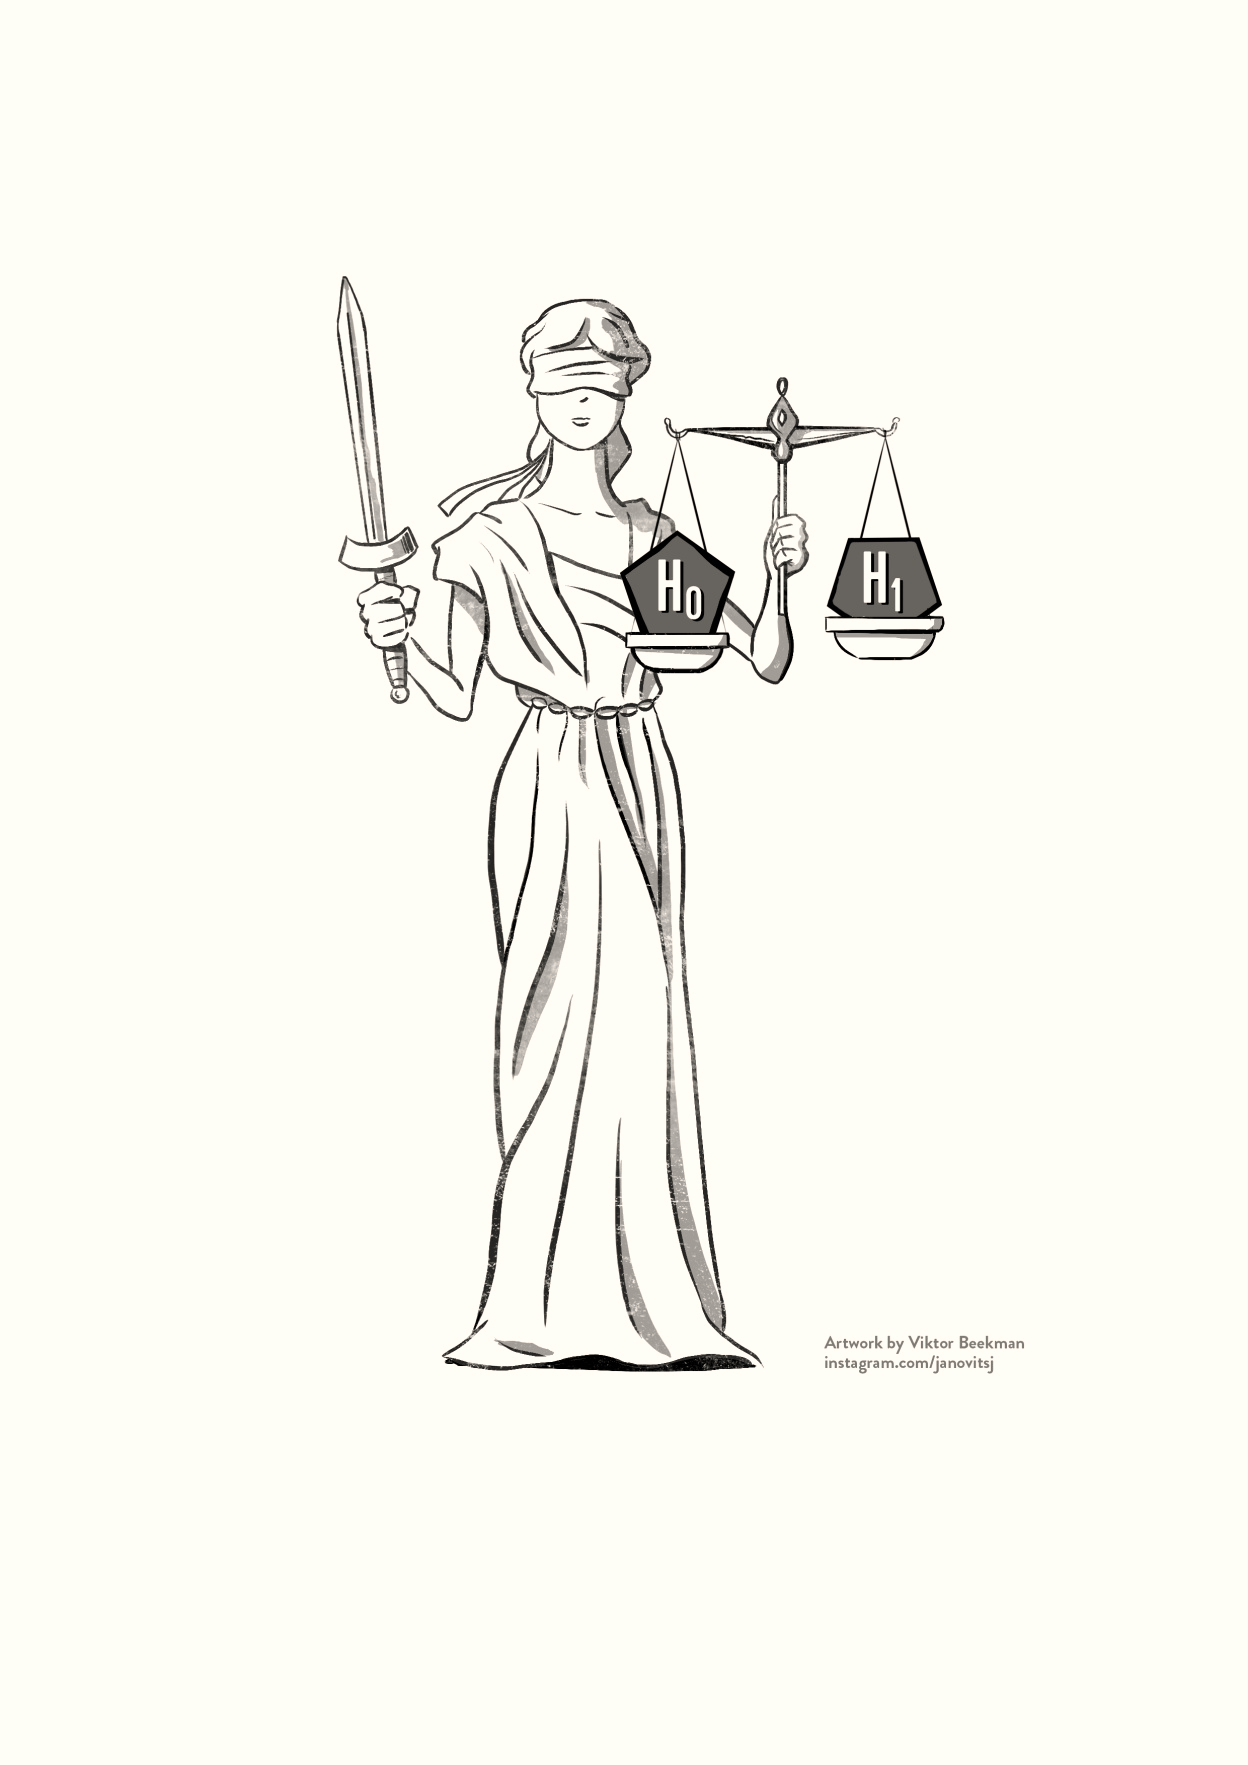 H0
H1
Artwork by Viktor Beekman
instagram.com/janovitsj